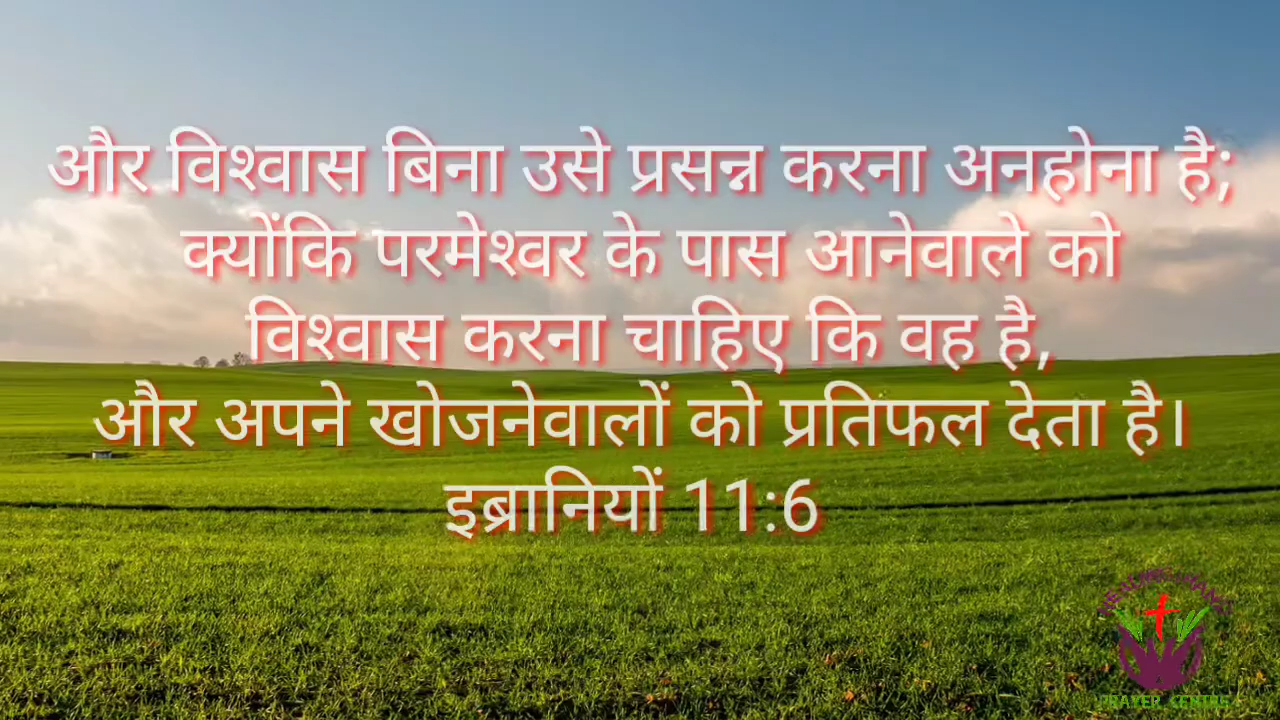 और विश्वास बिना उसे प्रसन्न करना अनहोना है;
क्योंकि परमेश्वर के पास आनेवाले को
विश्वास करना चाहिए कि वह है,
और अपने खोजनेवालों को प्रतिफल देता है।
इब्रानियों 11:6
PRAYER CENTRE